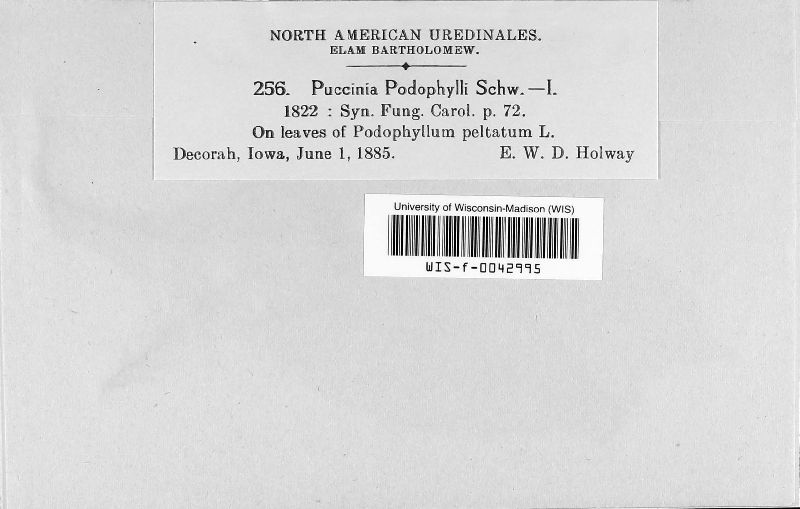 NORTH AMERICAN UREDINALES.
ELAM BARTHOLOMEW.
256. Puccinia Podophylli Schw.—I.
1822 : Syn. Fung. Carol. p. 72.
On leaves of Podophyllum peltatum L.
Decorah, Iowa, June 1, 1885. E. W. D. Holway
University of Wisconsin-Madison (WIS)
WIS-f-0042995